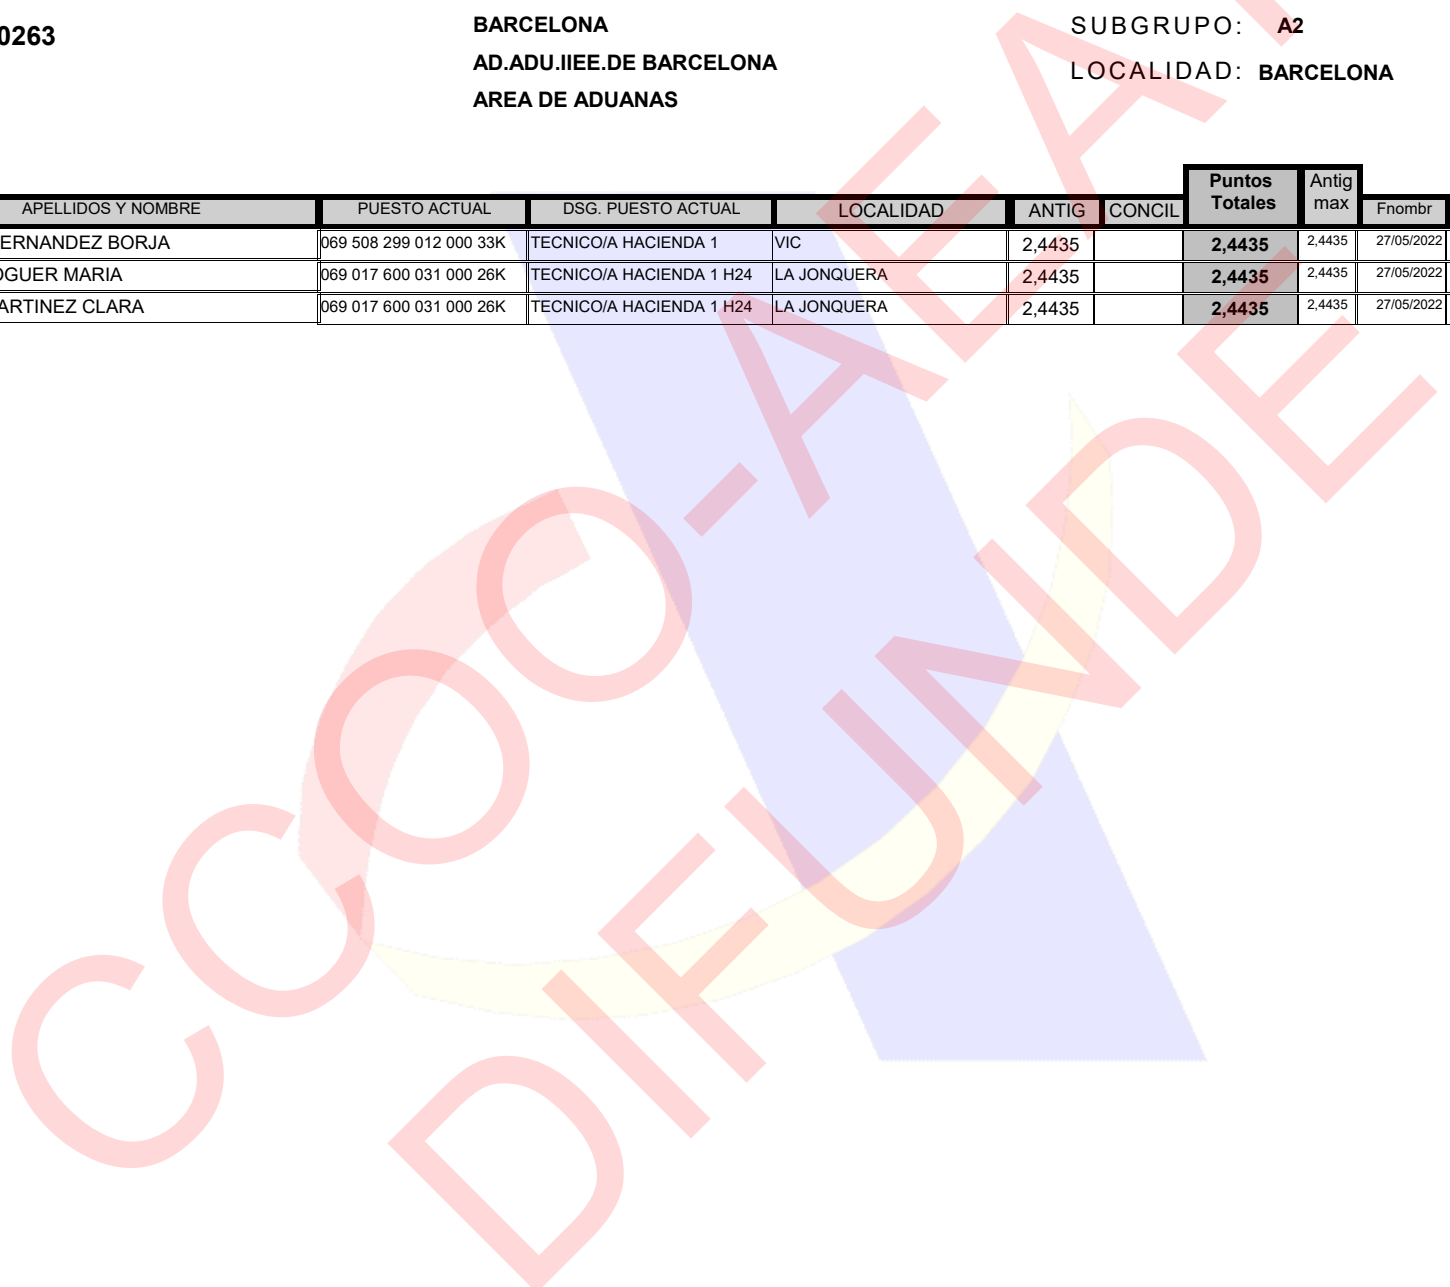 0263
BARCELONA
SUBGRUPO: A2
AD.ADU.IIEE.DE BARCELONA
LOCALIDAD: BARCELONA
AREA DE ADUANAS
APELLIDOS Y NOMBRE PUESTO ACTUAL DSG. PUESTO ACTUAL LOCALIDAD ANTIG CONCIL Puntos Totales Antig max Fnombr
ERNANDEZ BORJA 069 508 299 012 000 33K TECNICO/A HACIENDA 1 VIC 2,4435 2,4435 2,4435 27/05/2022
OGUER MARIA 069 017 600 031 000 26K TECNICO/A HACIENDA 1 H24 LA JONQUERA 2,4435 2,4435 2,4435 27/05/2022
ARTINEZ CLARA 069 017 600 031 000 26K TECNICO/A HACIENDA 1 H24 LA JONQUERA 2,4435 2,4435 2,4435 27/05/2022
CCOO-AEA
DIFUNDE